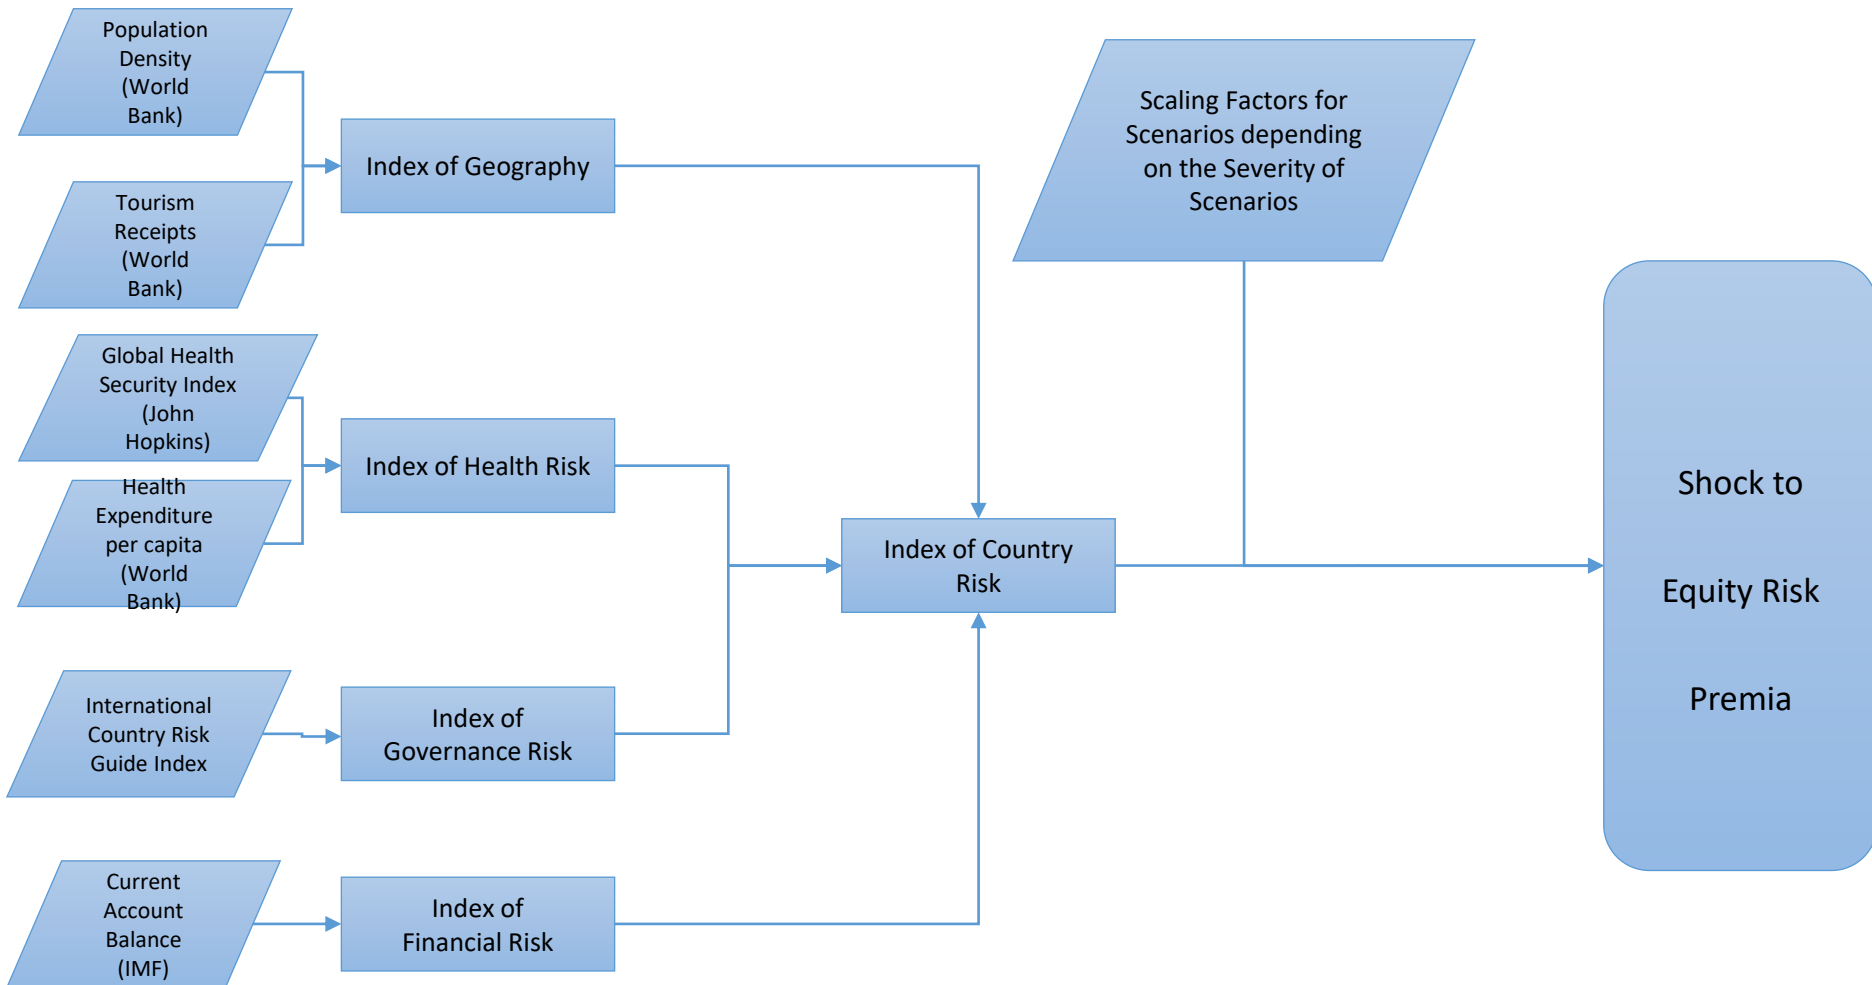 Population
Density
(World
Bank)
Tourism
Receipts
(World
Bank)
Index of Geography
Scaling Factors for
Scenarios depending
on the Severity of
Scenarios
Global Health
Security Index
(John
Hopkins)
Health
Expenditure
per capita
(World
Bank)
Index of Health Risk
International
Country Risk
Guide Index
Index of
Governance Risk
Current
Account
Balance
(IMF)
Index of
Financial Risk
Index of Country
Risk
Shock to
Equity Risk
Premia